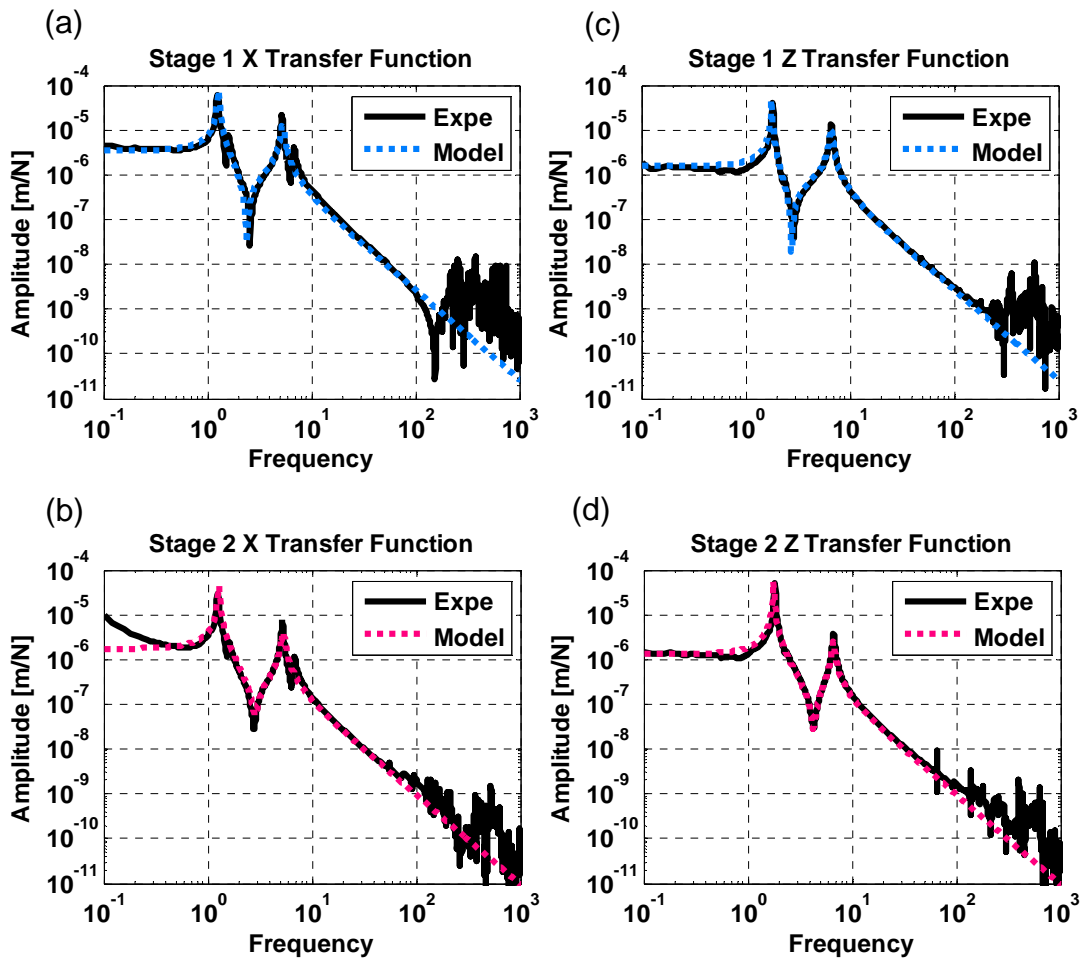 (a)
Stage 1 X Transfer Function
Amplitude [m/N]
10^-4
10^-5
10^-6
10^-7
10^-8
10^-9
10^-10
10^-11
Expe
Model
10^-1 10^0 10^1 10^2 10^3
Frequency
(c)
Stage 1 Z Transfer Function
Amplitude [m/N]
10^-4
10^-5
10^-6
10^-7
10^-8
10^-9
10^-10
10^-11
Expe
Model
10^-1 10^0 10^1 10^2 10^3
Frequency
(b)
Stage 2 X Transfer Function
Amplitude [m/N]
10^-4
10^-5
10^-6
10^-7
10^-8
10^-9
10^-10
10^-11
Expe
Model
10^-1 10^0 10^1 10^2 10^3
Frequency
(d)
Stage 2 Z Transfer Function
Amplitude [m/N]
10^-4
10^-5
10^-6
10^-7
10^-8
10^-9
10^-10
10^-11
Expe
Model
10^-1 10^0 10^1 10^2 10^3
Frequency